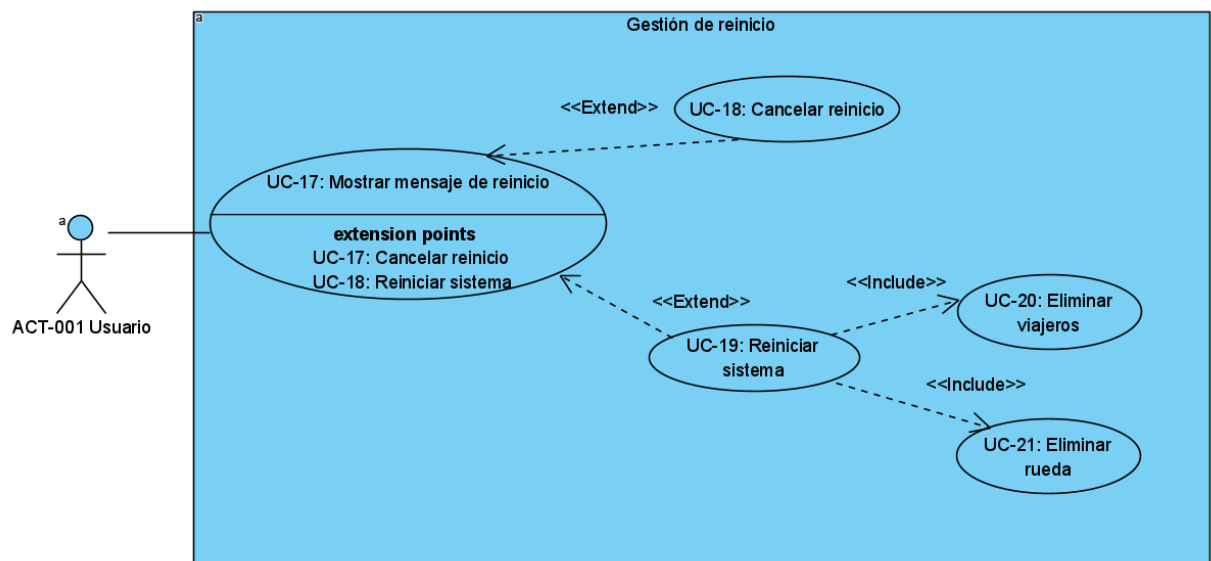 a
Gestión de reinicio
<<Extend>>
UC-18: Cancelar reinicio
UC-17: Mostrar mensaje de reinicio
extension points
UC-17: Cancelar reinicio
UC-18: Reiniciar sistema
a
ACT-001 Usuario
<<Extend>>
UC-19: Reiniciar
sistema
<<Include>>
UC-20: Eliminar
viajeros
<<Include>>
UC-21: Eliminar
rueda